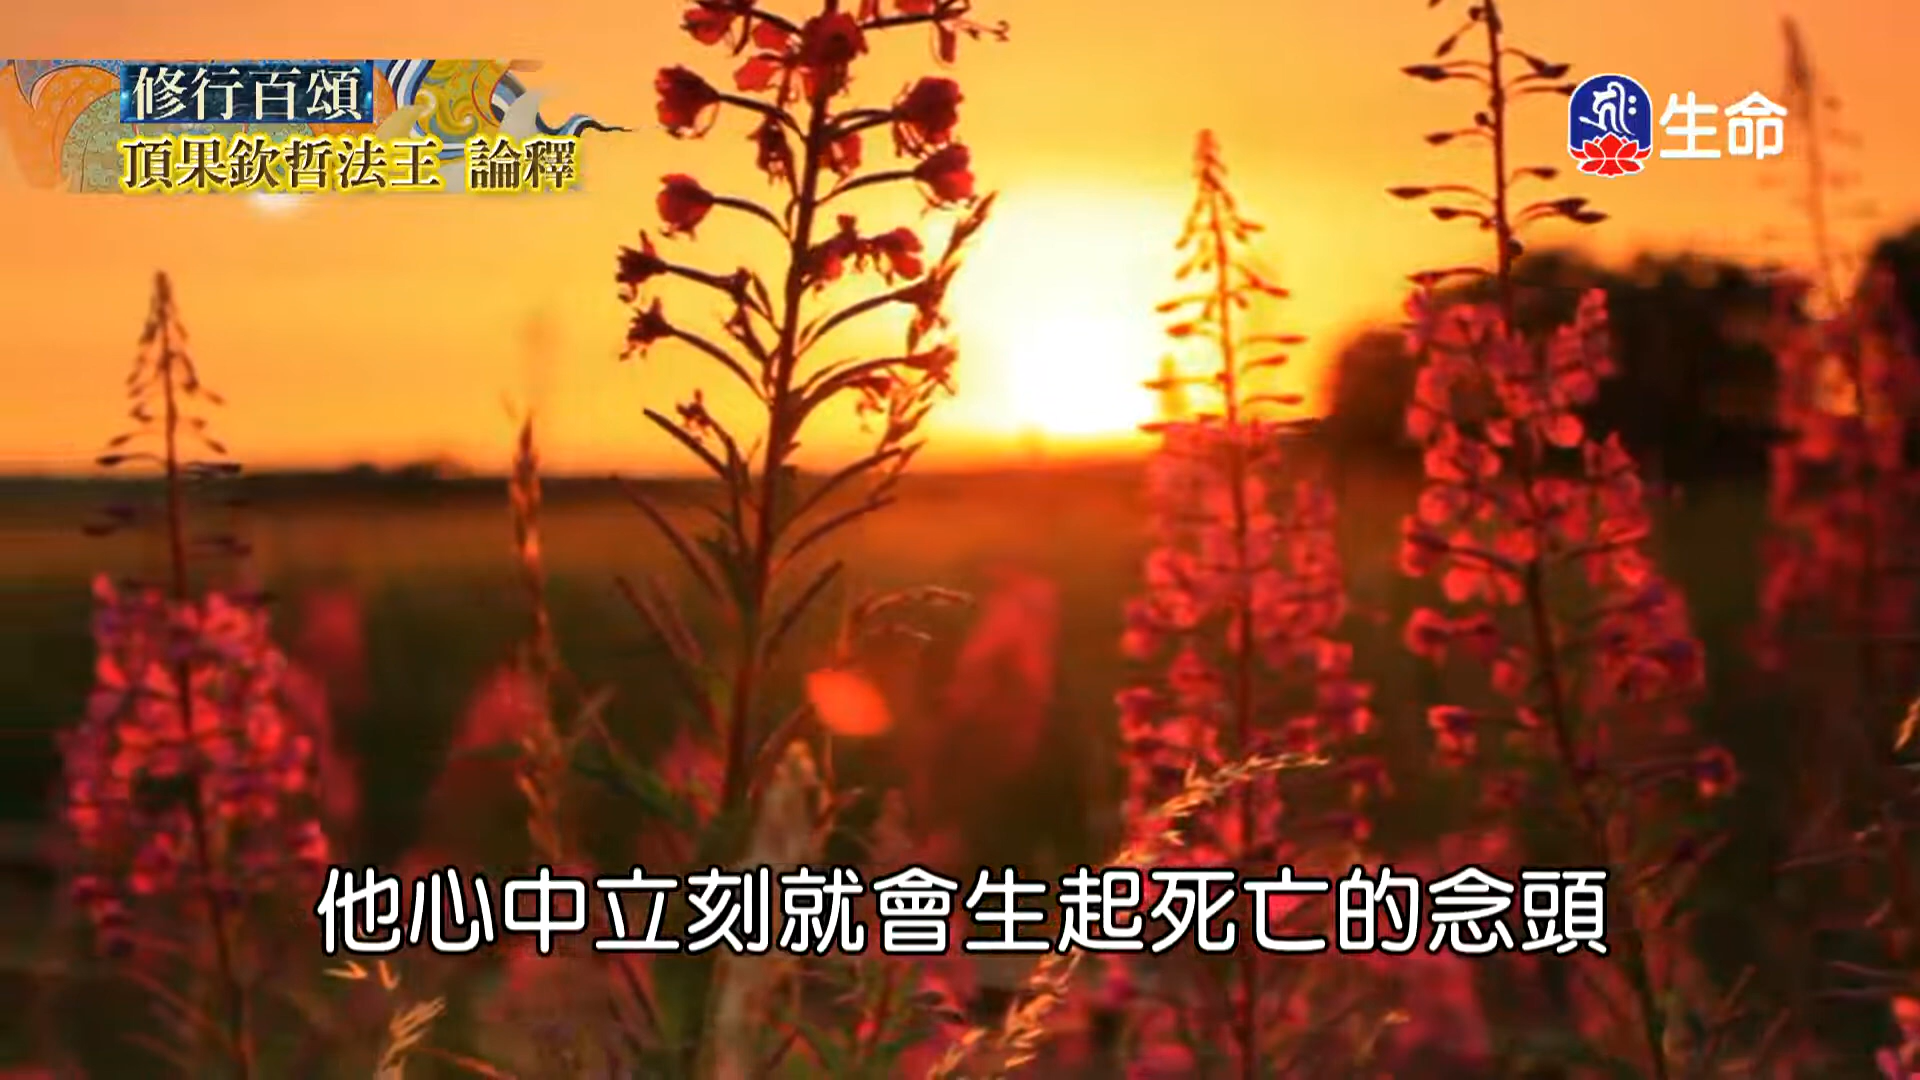 修行百頌
頂果欽哲法王 論釋
生命
他心中立刻就會生起死亡的念頭